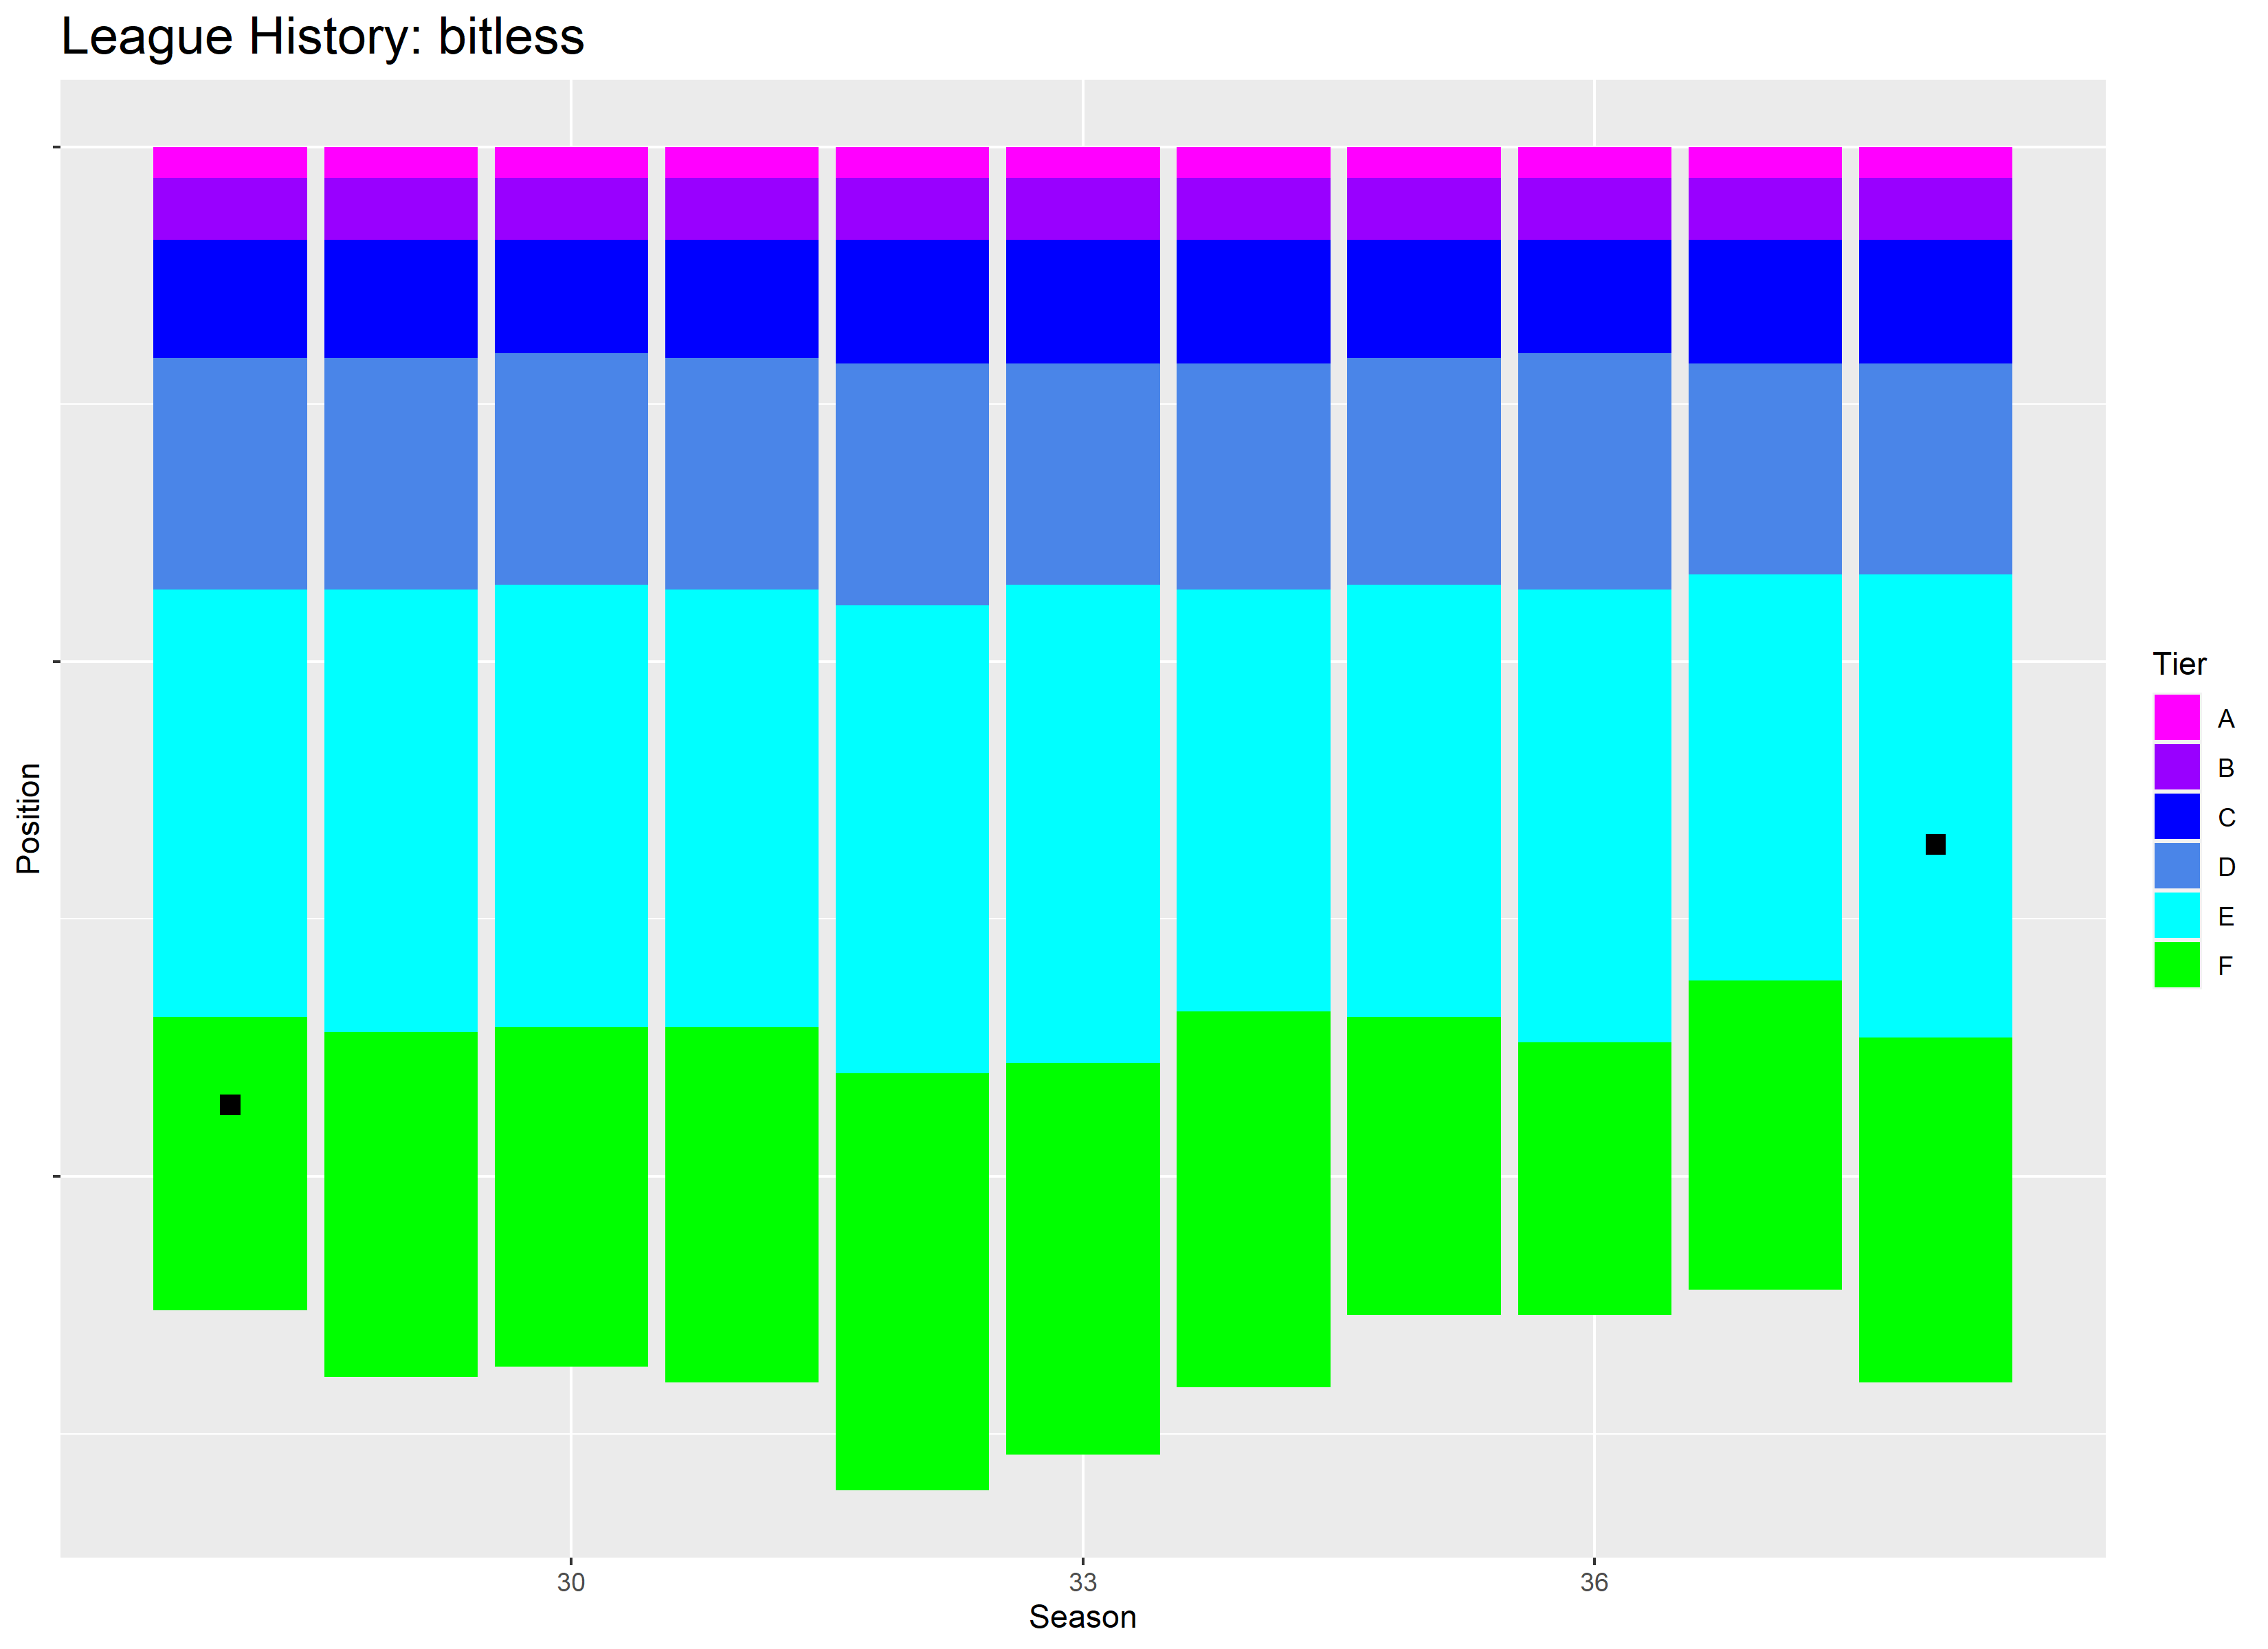 League History: bitless
Position
30
33
36
Season
Tier
A
B
C
D
E
F